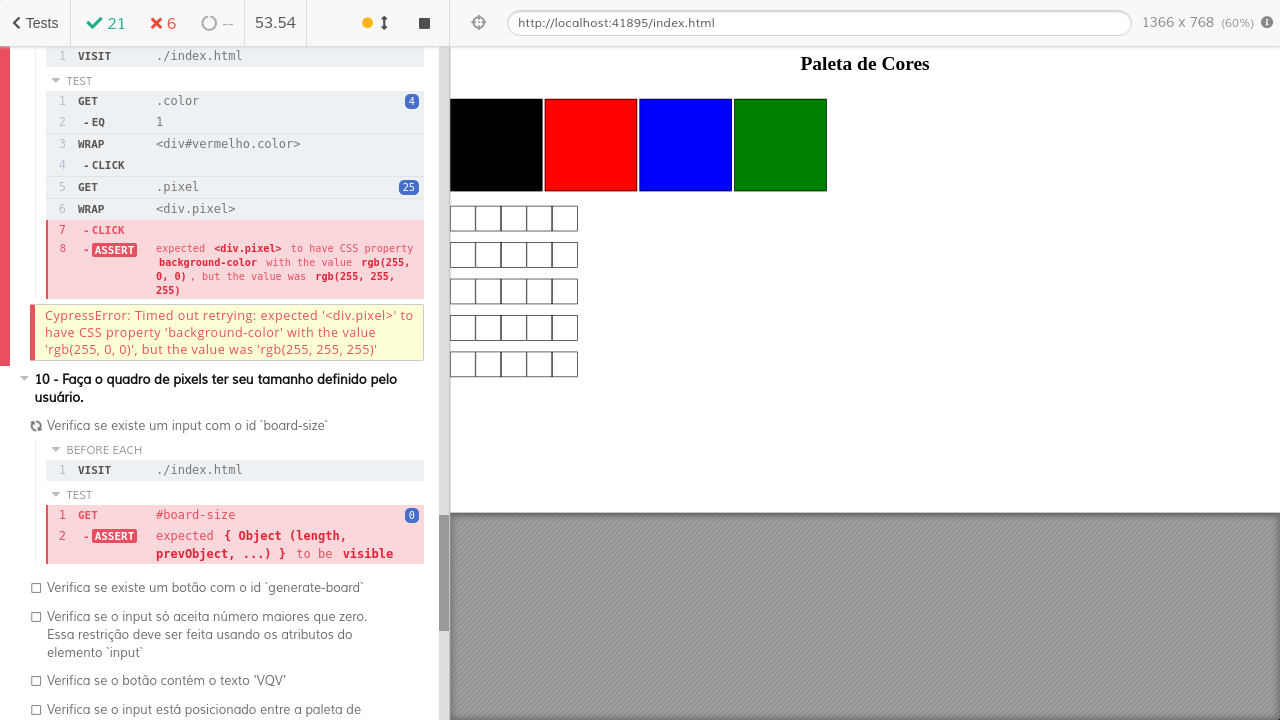 Tests 21 6 -- 53.54 http://localhost:41895/index.html 1366 x 768 (60%)
1 VISIT ./index.html
TEST
1 GET .color 4
2 - EQ 1
3 WRAP <div#vermelho.color>
4 - CLICK
5 GET .pixel 25
6 WRAP <div.pixel>
7 - CLICK
8 - ASSERT expected <div.pixel> to have CSS property
background-color with the value rgb(255,
0, 0) , but the value was rgb(255, 255,
255)
CypressError: Timed out retrying: expected '<div.pixel>' to
have CSS property 'background-color' with the value
'rgb(255, 0, 0)', but the value was 'rgb(255, 255, 255)'
10 - Faça o quadro de pixels ter seu tamanho definido pelo
usuário.
Verifica se existe um input com o id `board-size`
BEFORE EACH
1 VISIT ./index.html
TEST
1 GET #board-size 0
2 - ASSERT expected { Object (length,
prevObject, ...) } to be visible
Verifica se existe um botão com o id `generate-board`
Verifica se o input só aceita número maiores que zero.
Essa restrição deve ser feita usando os atributos do
elemento `input`
Verifica se o botão contém o texto 'VQV'
Verifica se o input está posicionado entre a paleta de
Paleta de Cores